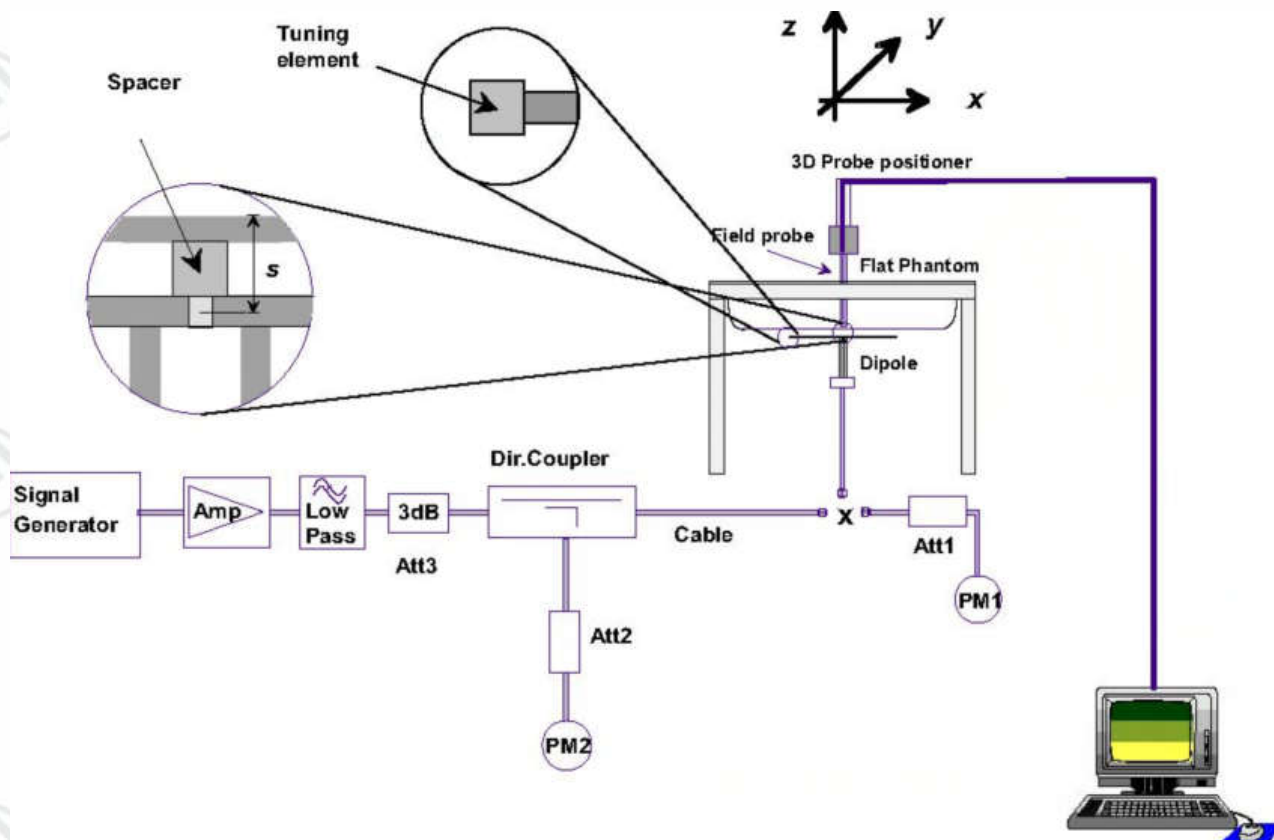 Tuning
element
Spacer
z
y
x
3D Probe positioner
s
Field probe
Flat Phantom
Dipole
Dir.Coupler
Signal
Generator
Amp
Low
Pass
3dB
Att3
Cable
x
Att1
PM1
Att2
PM2